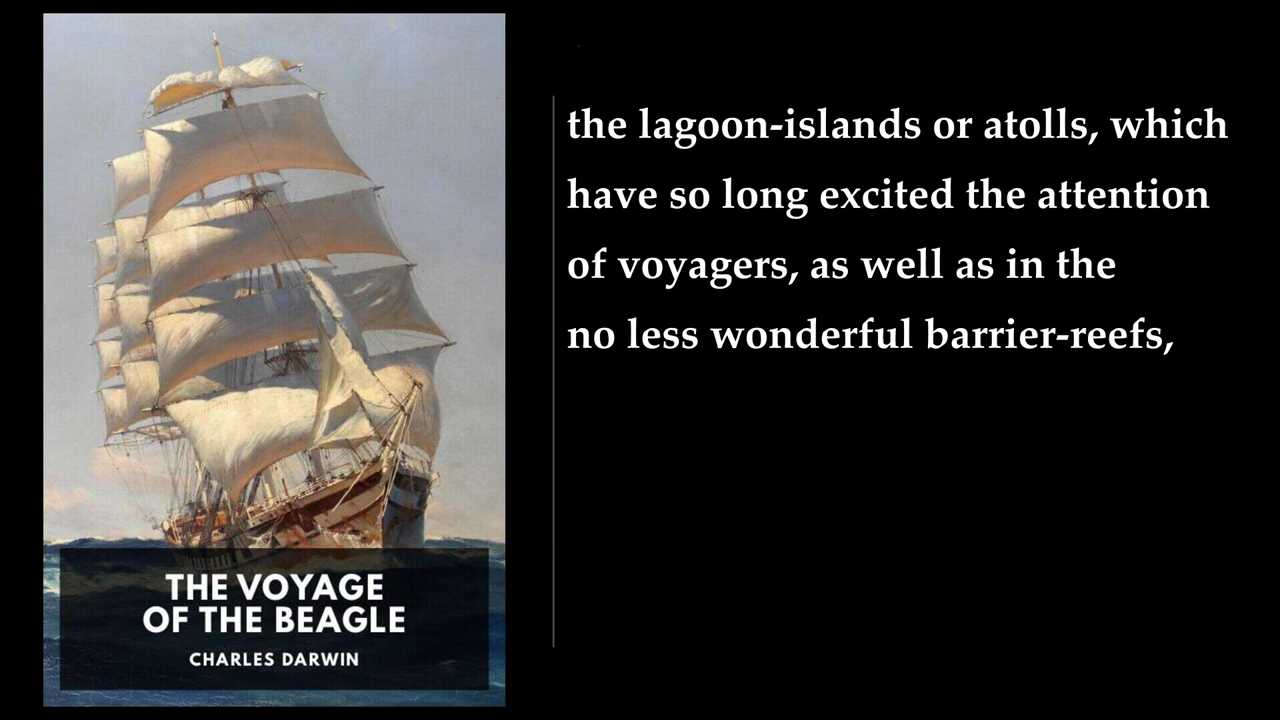 the lagoon-islands or atolls, which
have so long excited the attention
of voyagers, as well as in the
no less wonderful barrier-reefs,
THE VOYAGE
OF THE BEAGLE
CHARLES DARWIN